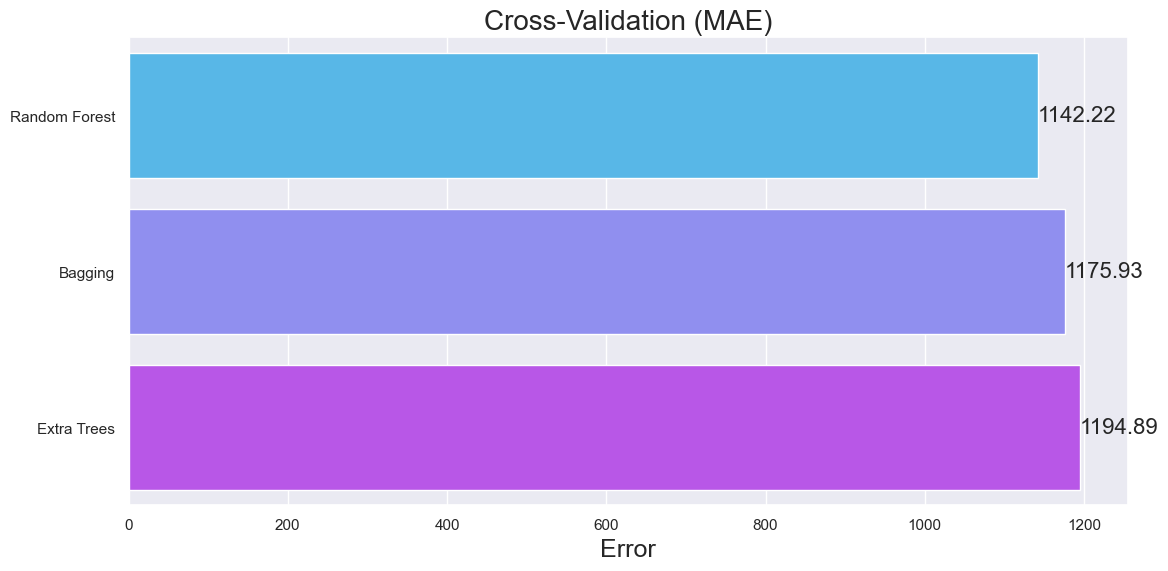 Cross-Validation (MAE)
Random Forest
1142.22
Bagging
1175.93
Extra Trees
1194.89
0
200
400
600
800
1000
1200
Error